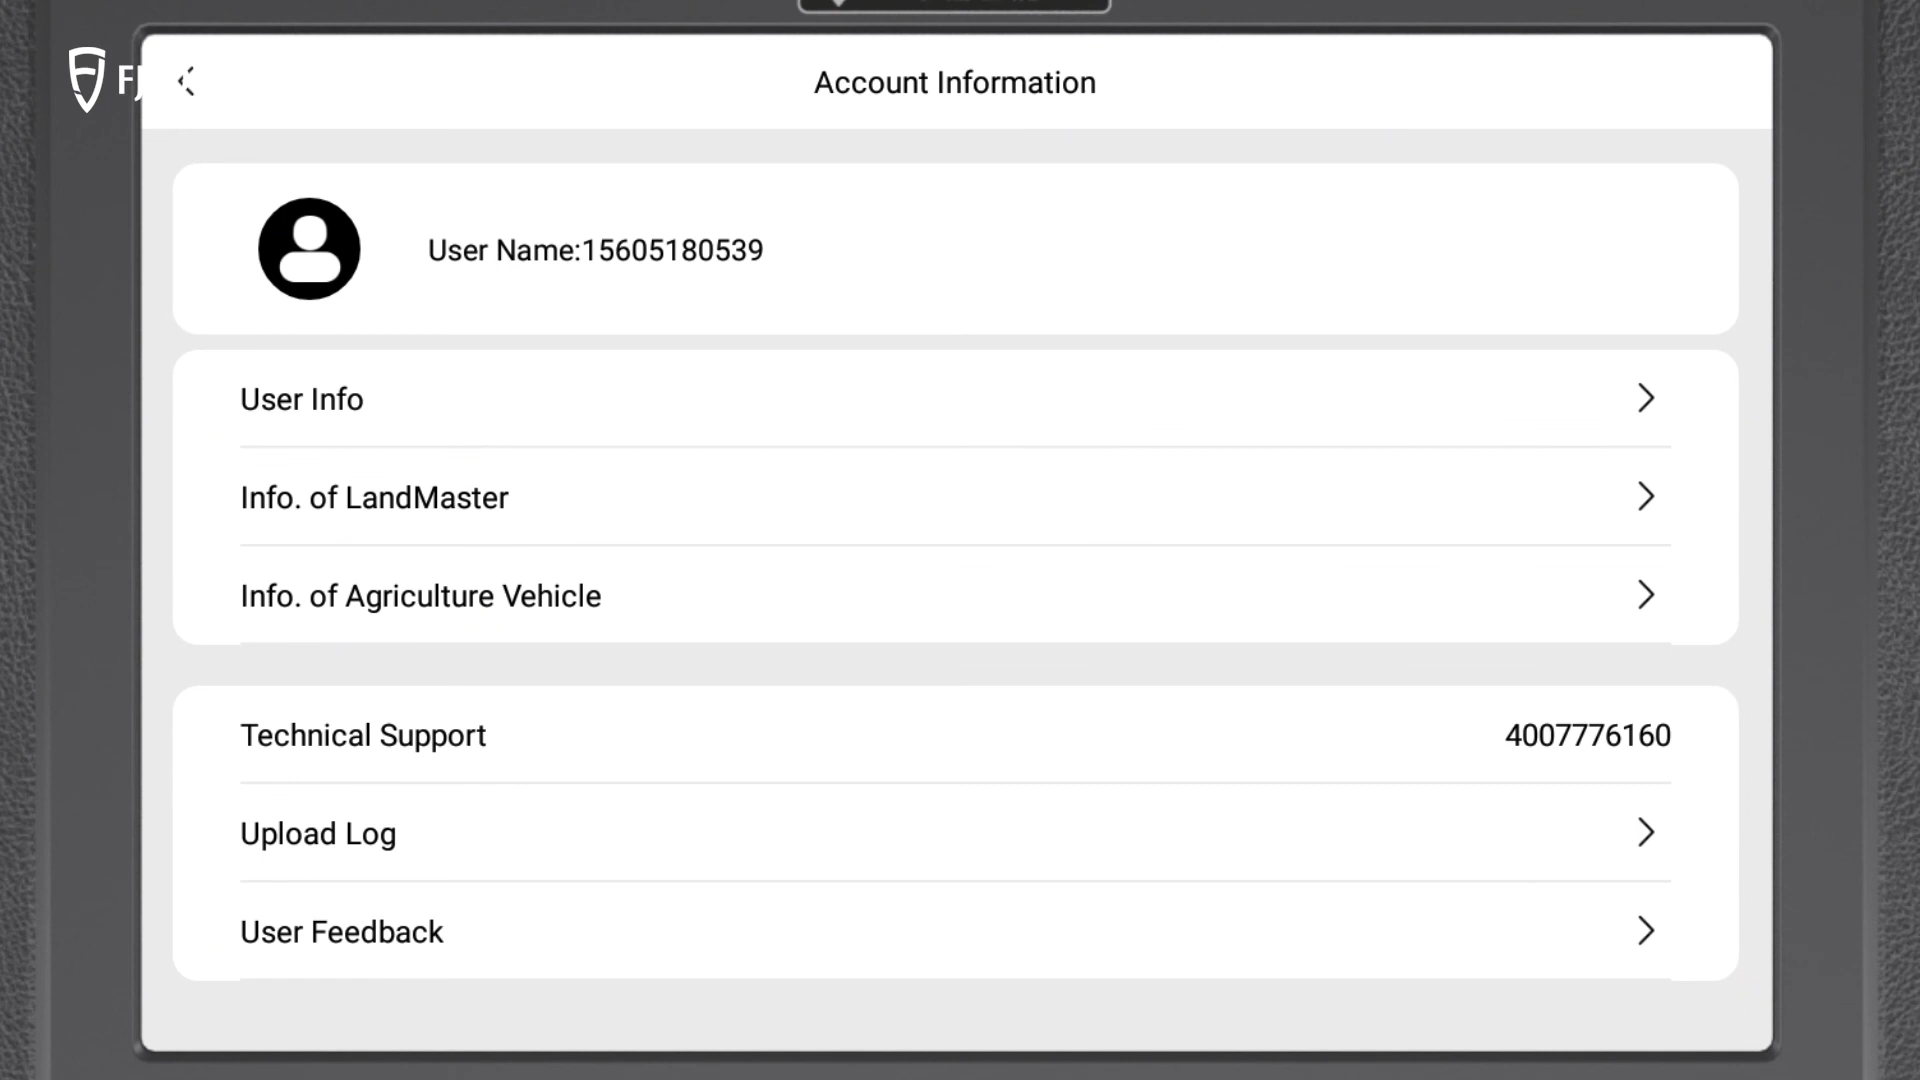 FJ
Account Information
User Name:15605180539
User Info
Info. of LandMaster
Info. of Agriculture Vehicle
Technical Support 4007776160
Upload Log
User Feedback